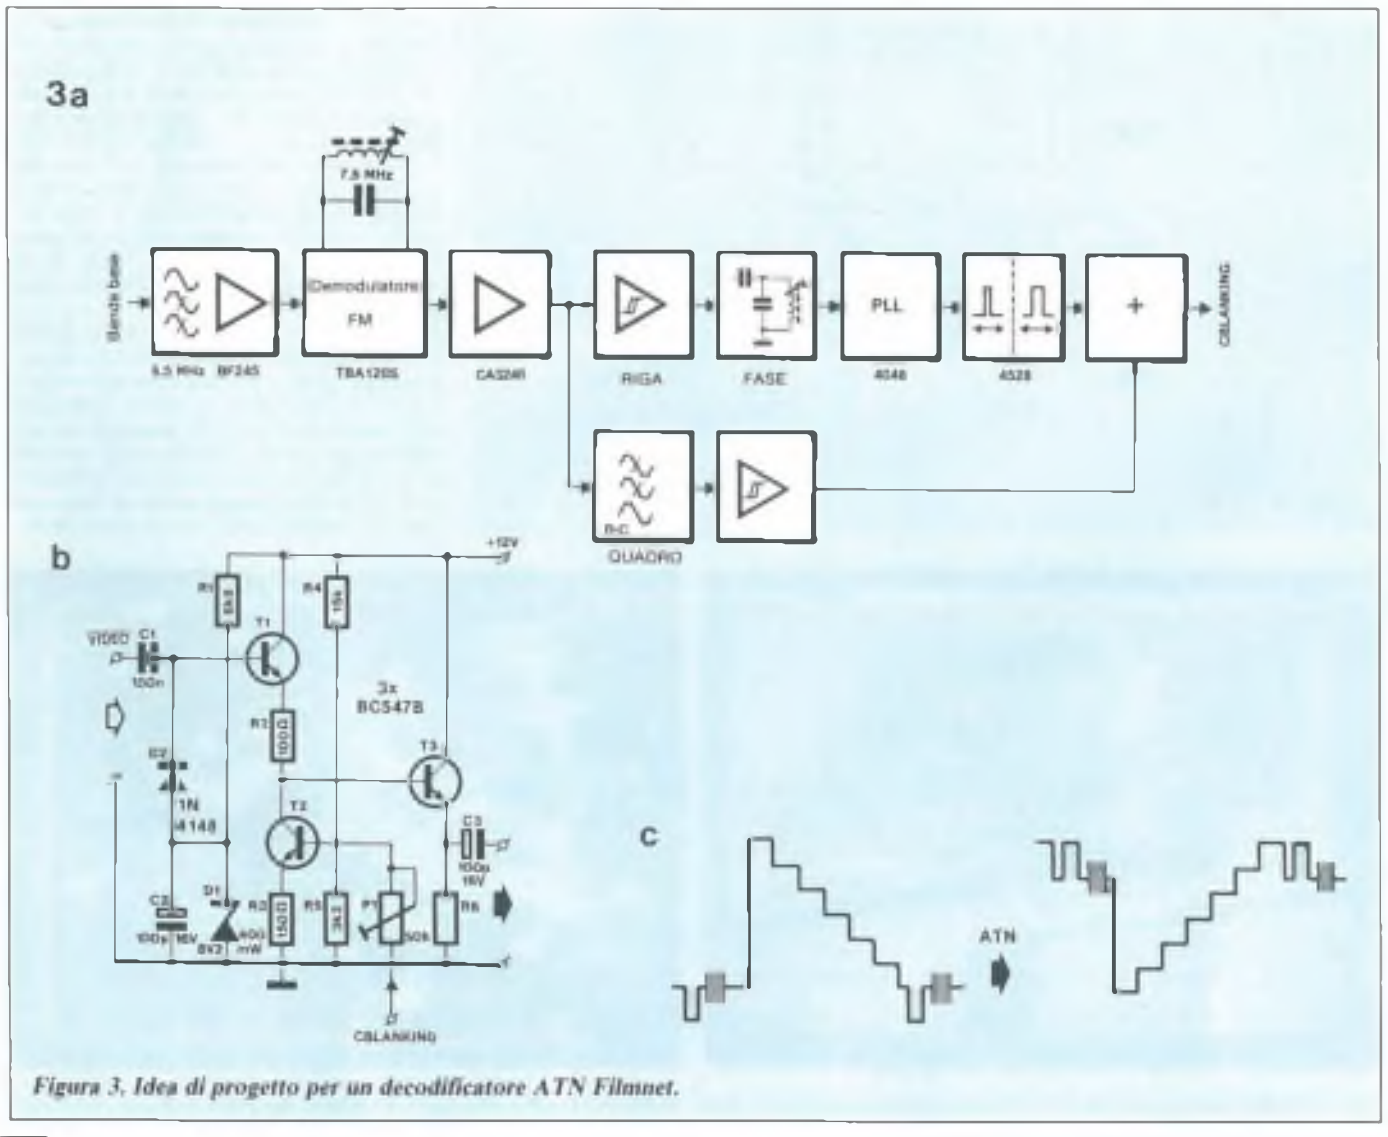 3a
7,5 MHz
Banda base
Demodulatore
FM
PLL
+
CBLANKING
5.5 MHz BF245
TBA120S
RIGA
FASE
4046
4528
R-C
QUADRO
b
+12V
R1
6k8
R4
15k
T1
VIDEO
C1
100n
3x
BC547B
R2
100Ω
T3
D2
1N
4148
T2
C3
100µ
16V
C2
100µ 16V
D1
8V2
400
mW
R3
150Ω
R5
3k3
P1
50k
R6
CBLANKING
c
ATN
Figura 3. Idea di progetto per un decodificatore ATN Filmnet.